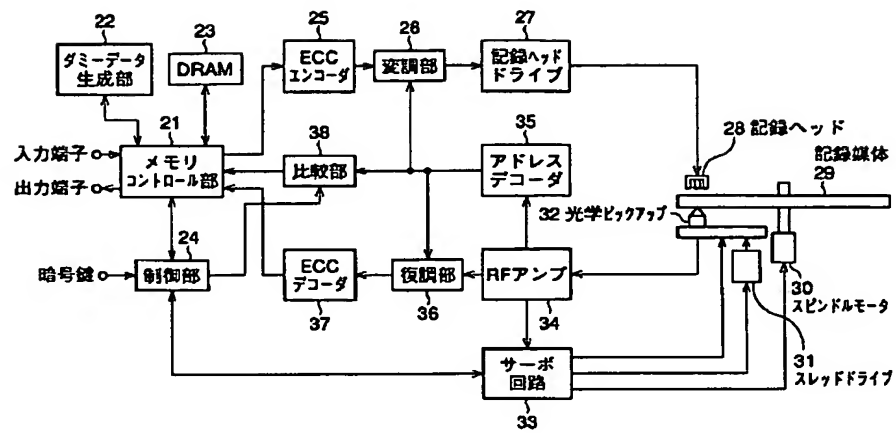 22
ダミーデータ
生成部
23
DRAM
25
ECC
エンコーダ
26
変調部
27
記録ヘッド
ドライブ
21
メモリ
コントロール部
入力端子
出力端子
38
比較部
35
アドレス
デコーダ
28 記録ヘッド
記録媒体
29
32 光学ピックアップ
24
制御部
暗号鍵
ECC
デコーダ
37
復調部
36
RFアンプ
34
30
スピンドルモータ
31
スレッドドライブ
サーボ
回路
33